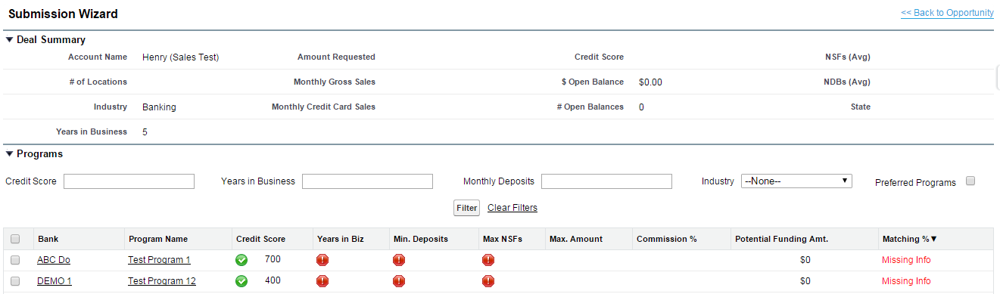 Submission Wizard << Back to Opportunity
Deal Summary
Account Name Henry (Sales Test) Amount Requested Credit Score NSFs (Avg)
# of Locations Monthly Gross Sales $ Open Balance $0.00 NDBs (Avg)
Industry Banking Monthly Credit Card Sales # Open Balances 0 State
Years in Business 5
Programs
Credit Score Years in Business Monthly Deposits Industry --None-- Preferred Programs
Filter Clear Filters
Bank Program Name Credit Score Years in Biz Min. Deposits Max NSFs Max. Amount Commission % Potential Funding Amt. Matching %▼
ABC Do Test Program 1 700 $0 Missing Info
DEMO 1 Test Program 12 400 $0 Missing Info